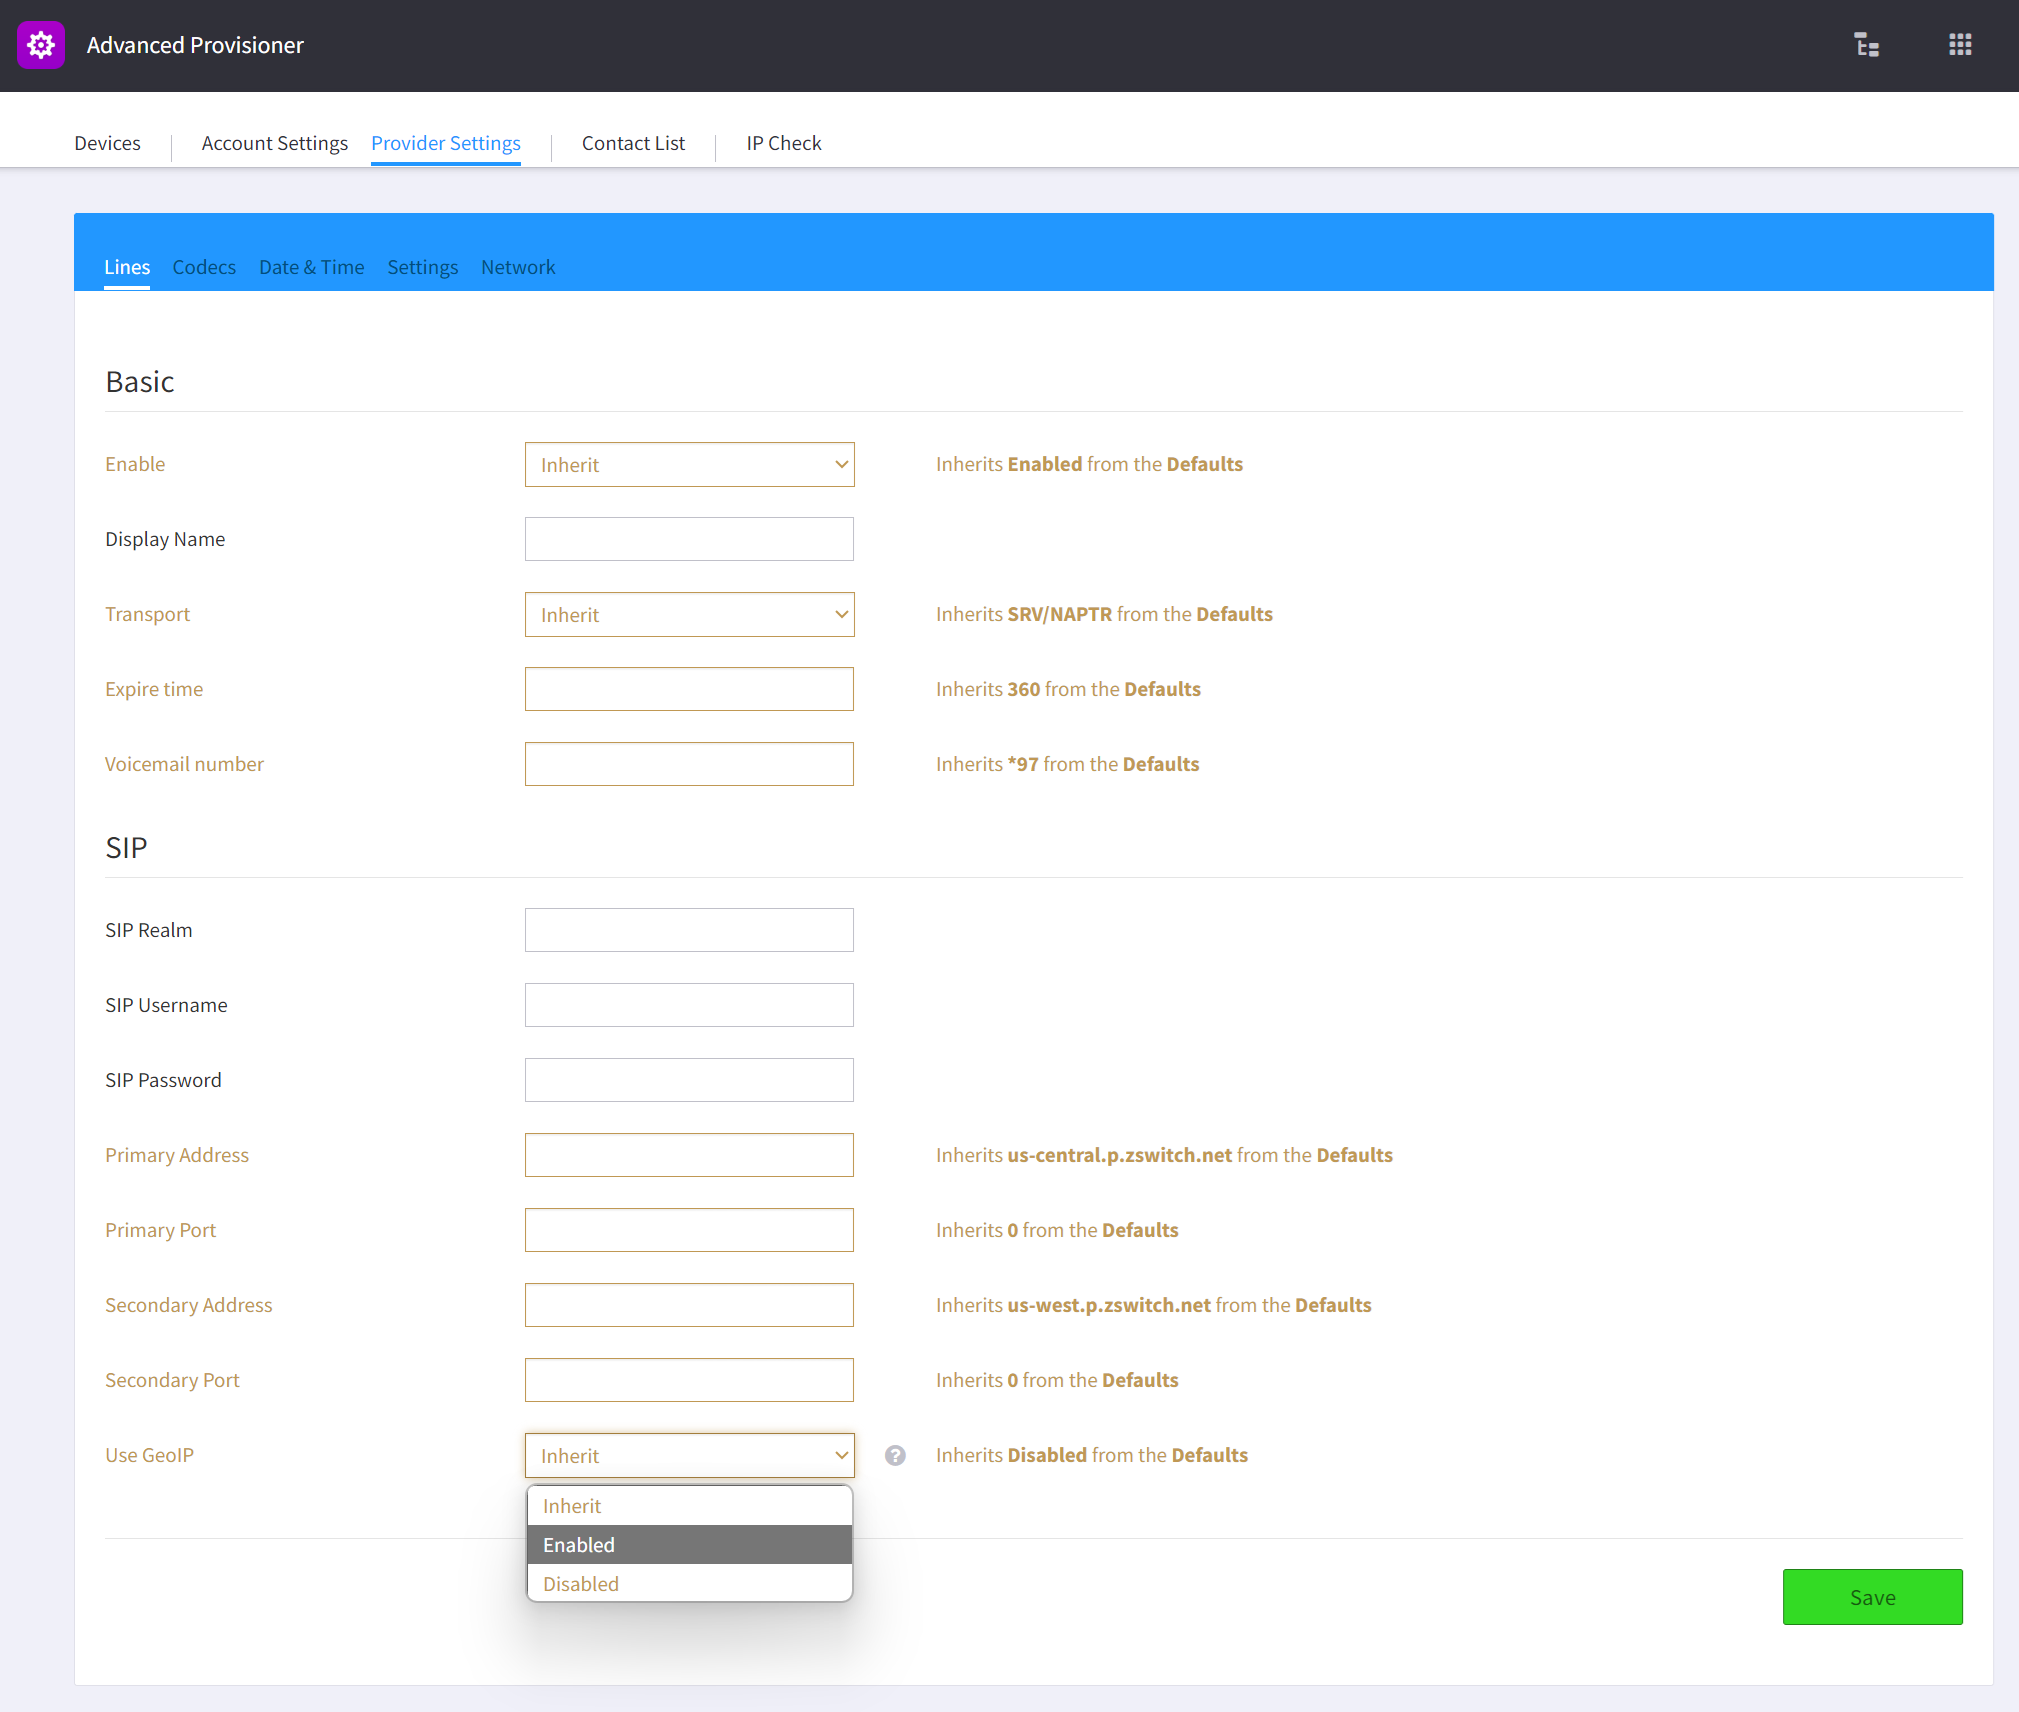 Advanced Provisioner
Devices Account Settings Provider Settings Contact List IP Check
Lines Codecs Date & Time Settings Network
Basic
Enable Inherit Inherits Enabled from the Defaults
Display Name
Transport Inherit Inherits SRV/NAPTR from the Defaults
Expire time Inherits 360 from the Defaults
Voicemail number Inherits *97 from the Defaults
SIP
SIP Realm
SIP Username
SIP Password
Primary Address Inherits us-central.p.zswitch.net from the Defaults
Primary Port Inherits 0 from the Defaults
Secondary Address Inherits us-west.p.zswitch.net from the Defaults
Secondary Port Inherits 0 from the Defaults
Use GeoIP Inherit ? Inherits Disabled from the Defaults
Inherit
Enabled
Disabled
Save